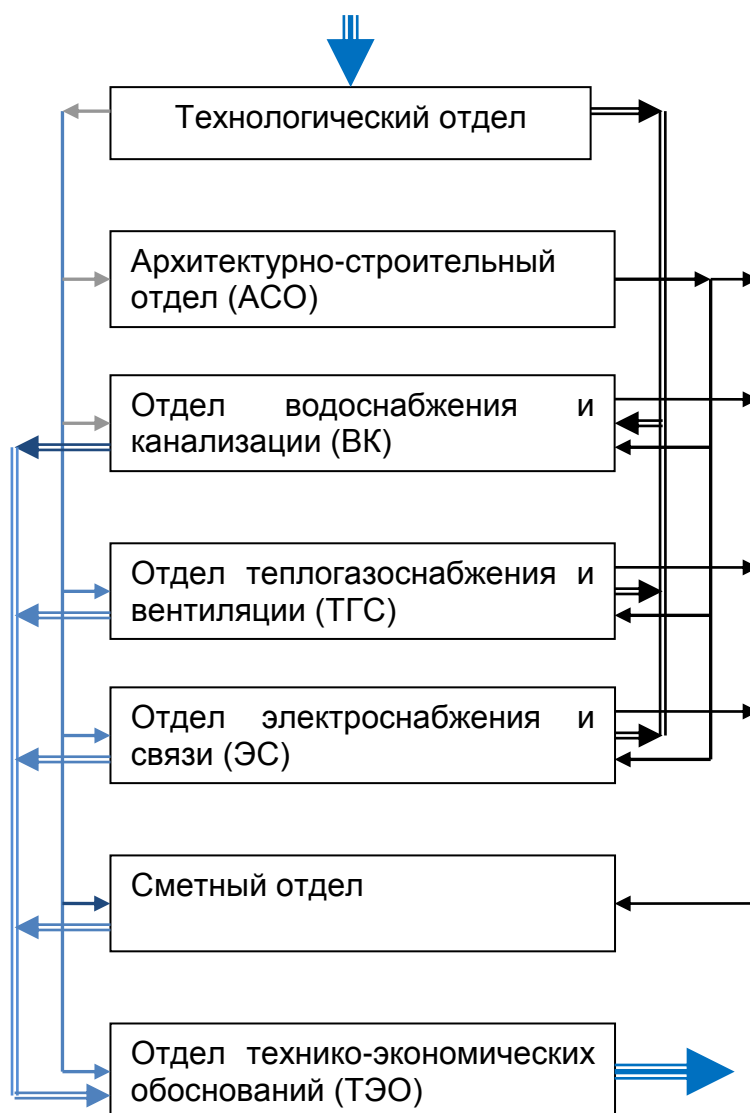 Технологический отдел
Архитектурно-строительный
отдел (АСО)
Отдел водоснабжения и
канализации (ВК)
Отдел теплогазоснабжения и
вентиляции (ТГС)
Отдел электроснабжения и
связи (ЭС)
Сметный отдел
Отдел технико-экономических
обоснований (ТЭО)